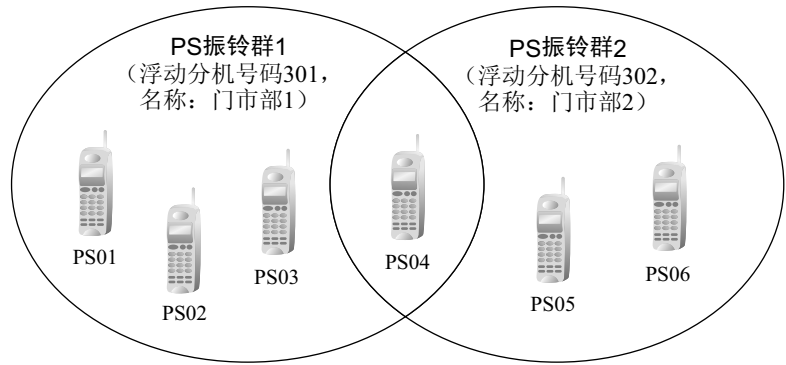 PS振铃群1
（浮动分机号码301，
名称：门市部1）
PS振铃群2
（浮动分机号码302，
名称：门市部2）
PS01
PS02
PS03
PS04
PS05
PS06